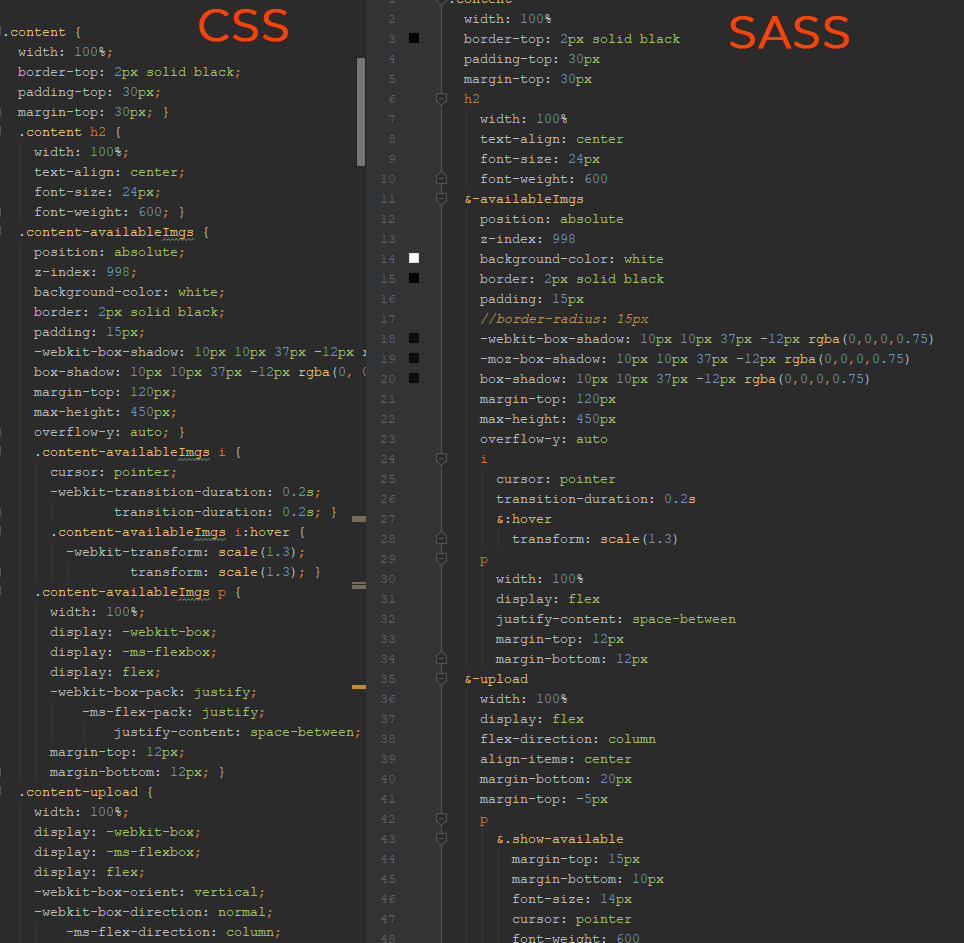 CSS
.content {
width: 100%;
border-top: 2px solid black;
padding-top: 30px;
margin-top: 30px; }
.content h2 {
width: 100%;
text-align: center;
font-size: 24px;
font-weight: 600; }
.content-availableImgs {
position: absolute;
z-index: 998;
background-color: white;
border: 2px solid black;
padding: 15px;
-webkit-box-shadow: 10px 10px 37px -12px
box-shadow: 10px 10px 37px -12px rgba(0,
margin-top: 120px;
max-height: 450px;
overflow-y: auto; }
.content-availableImgs i {
cursor: pointer;
-webkit-transition-duration: 0.2s;
transition-duration: 0.2s; }
.content-availableImgs i:hover {
-webkit-transform: scale(1.3);
transform: scale(1.3); }
.content-availableImgs p {
width: 100%;
display: -webkit-box;
display: -ms-flexbox;
display: flex;
-webkit-box-pack: justify;
-ms-flex-pack: justify;
justify-content: space-between;
margin-top: 12px;
margin-bottom: 12px; }
.content-upload {
width: 100%;
display: -webkit-box;
display: -ms-flexbox;
display: flex;
-webkit-box-orient: vertical;
-webkit-box-direction: normal;
-ms-flex-direction: column;
SASS
1 .content
2 width: 100%
3 border-top: 2px solid black
4 padding-top: 30px
5 margin-top: 30px
6 h2
7 width: 100%
8 text-align: center
9 font-size: 24px
10 font-weight: 600
11 &-availableImgs
12 position: absolute
13 z-index: 998
14 background-color: white
15 border: 2px solid black
16 padding: 15px
17 //border-radius: 15px
18 -webkit-box-shadow: 10px 10px 37px -12px rgba(0,0,0,0.75)
19 -moz-box-shadow: 10px 10px 37px -12px rgba(0,0,0,0.75)
20 box-shadow: 10px 10px 37px -12px rgba(0,0,0,0.75)
21 margin-top: 120px
22 max-height: 450px
23 overflow-y: auto
24 i
25 cursor: pointer
26 transition-duration: 0.2s
27 &:hover
28 transform: scale(1.3)
29 p
30 width: 100%
31 display: flex
32 justify-content: space-between
33 margin-top: 12px
34 margin-bottom: 12px
35 &-upload
36 width: 100%
37 display: flex
38 flex-direction: column
39 align-items: center
40 margin-bottom: 20px
41 margin-top: -5px
42 p
43 &.show-available
44 margin-top: 15px
45 margin-bottom: 10px
46 font-size: 14px
47 cursor: pointer
48 font-weight: 600